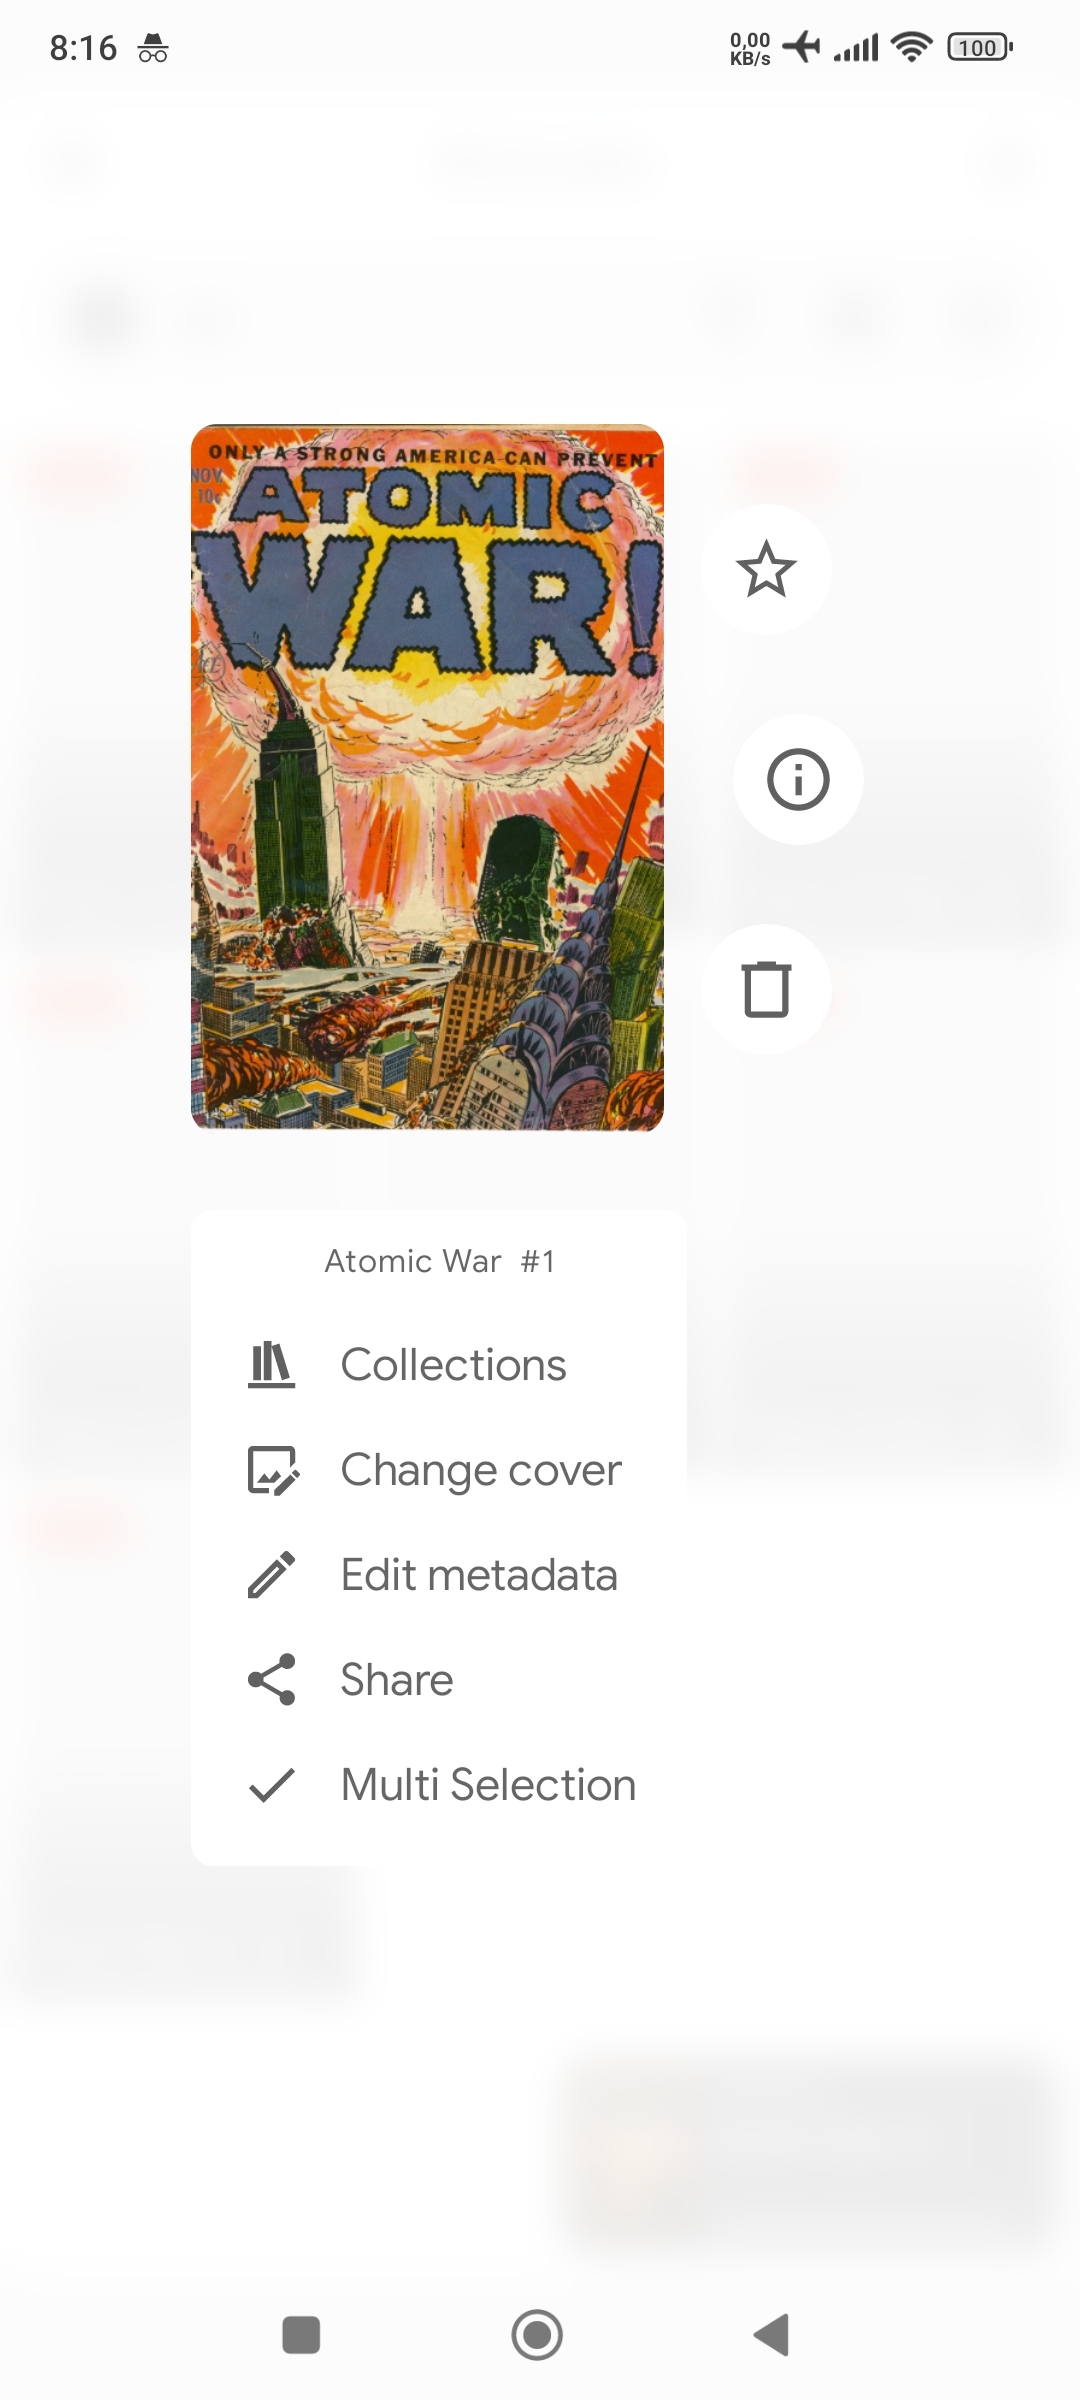 8:16
0,00
KB/s
100
ONLY A STRONG AMERICA CAN PREVENT
NOV.
10¢
ATOMIC
WAR!
Atomic War #1
Collections
Change cover
Edit metadata
Share
Multi Selection